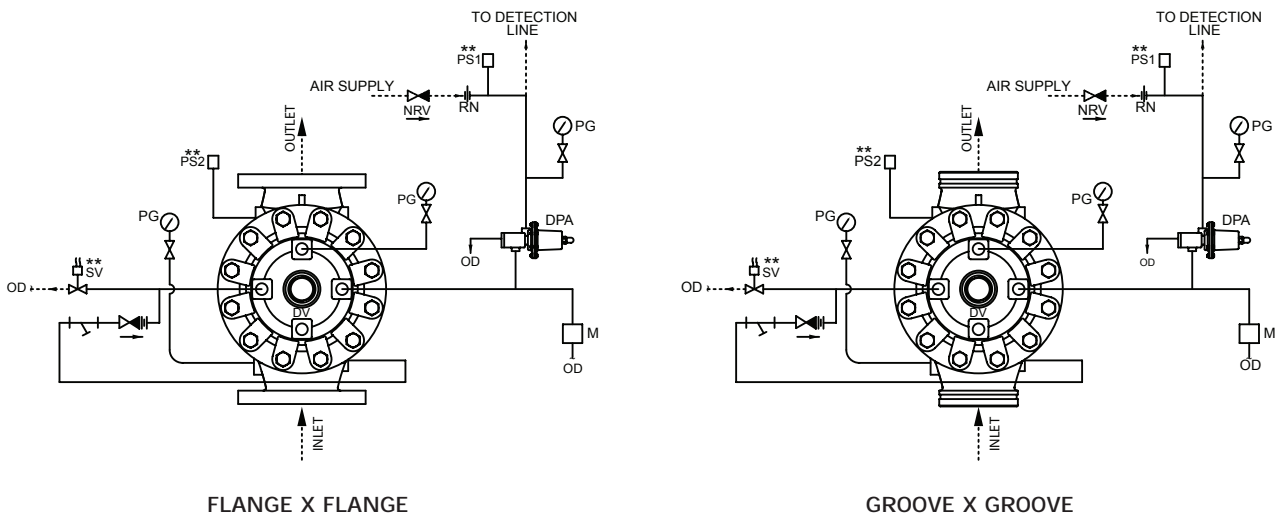 TO DETECTION
LINE
**
PS1
AIR SUPPLY
NRV
RN
PG
OUTLET
**
PS2
PG
PG
DPA
OD
**
SV
OD
DV
M
OD
INLET
FLANGE X FLANGE
TO DETECTION
LINE
**
PS1
AIR SUPPLY
NRV
RN
PG
OUTLET
**
PS2
PG
PG
DPA
OD
**
SV
OD
DV
M
OD
INLET
GROOVE X GROOVE